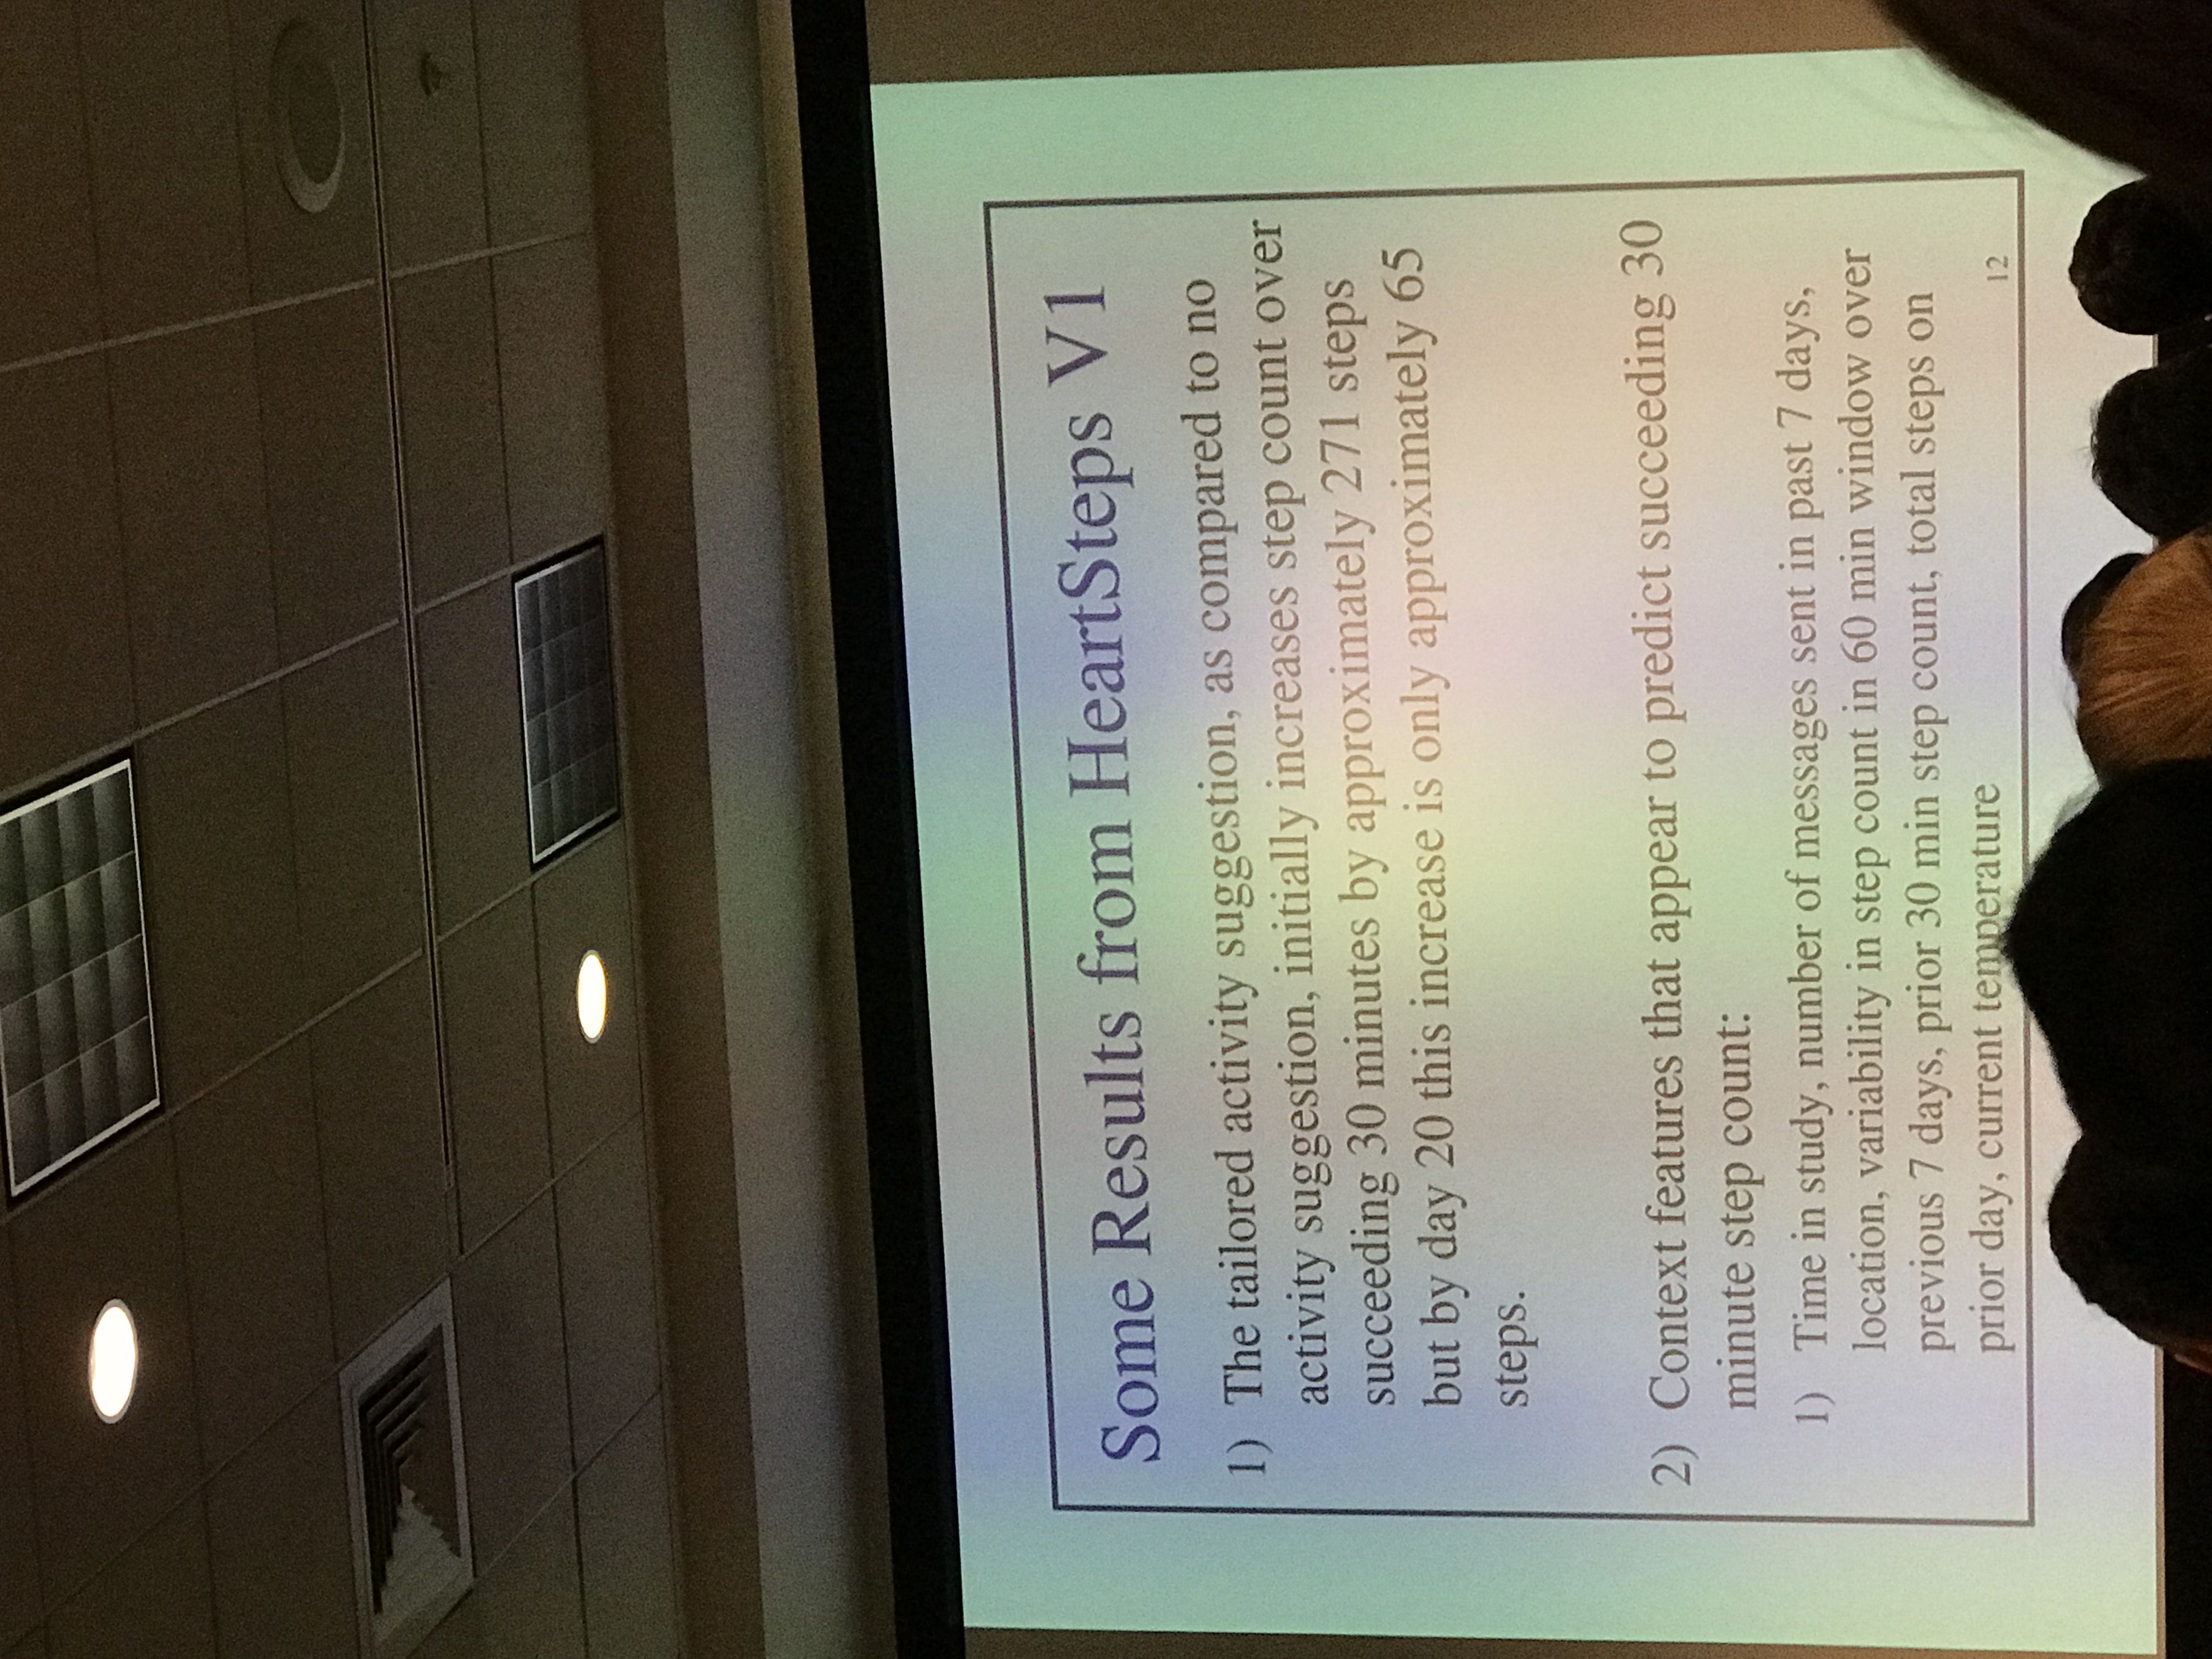 Some Results from HeartSteps V1
1) The tailored activity suggestion, as compared to no
activity suggestion, initially increases step count over
succeeding 30 minutes by approximately 271 steps
but by day 20 this increase is only approximately 65
steps.
2) Context features that appear to predict succeeding 30
minute step count:
1) Time in study, number of messages sent in past 7 days,
location, variability in step count in 60 min window over
previous 7 days, prior 30 min step count, total steps on
prior day, current temperature
12